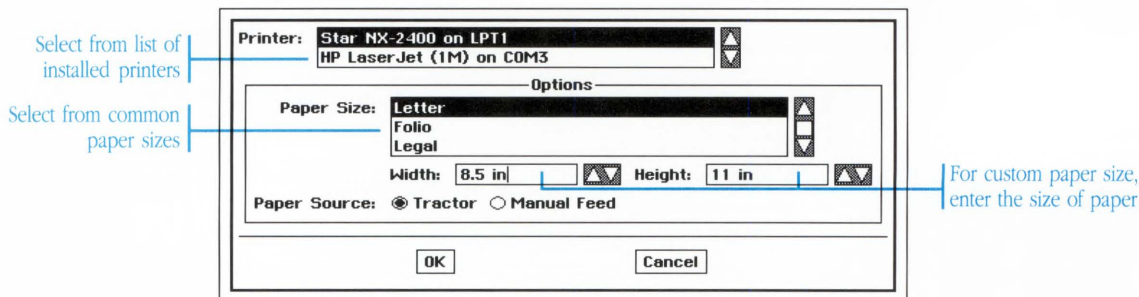 Select from list of
installed printers
Select from common
paper sizes
Printer: Star NX-2400 on LPT1
HP LaserJet (1M) on COM3
Options
Paper Size: Letter
Folio
Legal
Width: 8.5 in Height: 11 in
Paper Source: Tractor Manual Feed
OK Cancel
For custom paper size,
enter the size of paper